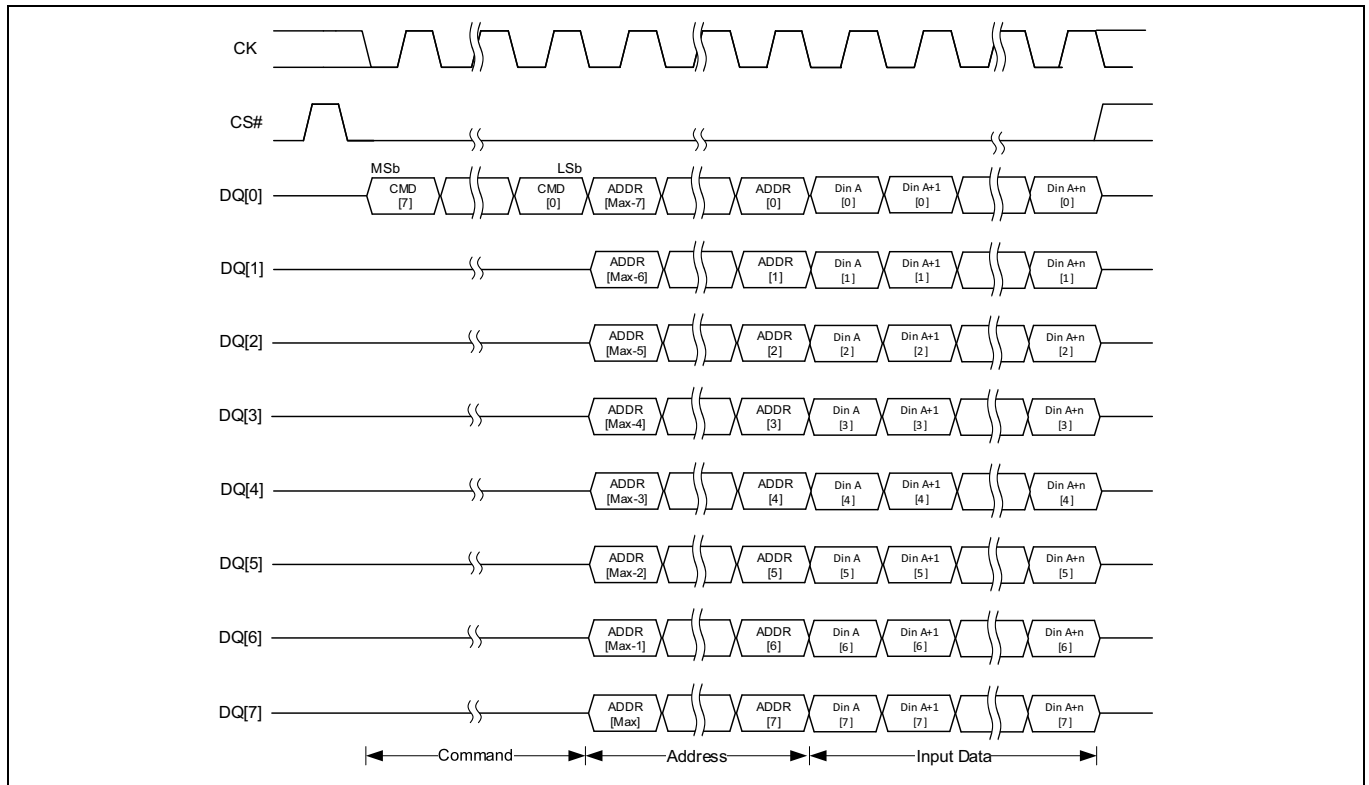 CK
CS#
MSb LSb
DQ[0] CMD [7] CMD [0] ADDR [Max-7] ADDR [0] Din A [0] Din A+1 [0] Din A+n [0]
DQ[1] ADDR [Max-6] ADDR [1] Din A [1] Din A+1 [1] Din A+n [1]
DQ[2] ADDR [Max-5] ADDR [2] Din A [2] Din A+1 [2] Din A+n [2]
DQ[3] ADDR [Max-4] ADDR [3] Din A [3] Din A+1 [3] Din A+n [3]
DQ[4] ADDR [Max-3] ADDR [4] Din A [4] Din A+1 [4] Din A+n [4]
DQ[5] ADDR [Max-2] ADDR [5] Din A [5] Din A+1 [5] Din A+n [5]
DQ[6] ADDR [Max-1] ADDR [6] Din A [6] Din A+1 [6] Din A+n [6]
DQ[7] ADDR [Max] ADDR [7] Din A [7] Din A+1 [7] Din A+n [7]
Command Address Input Data